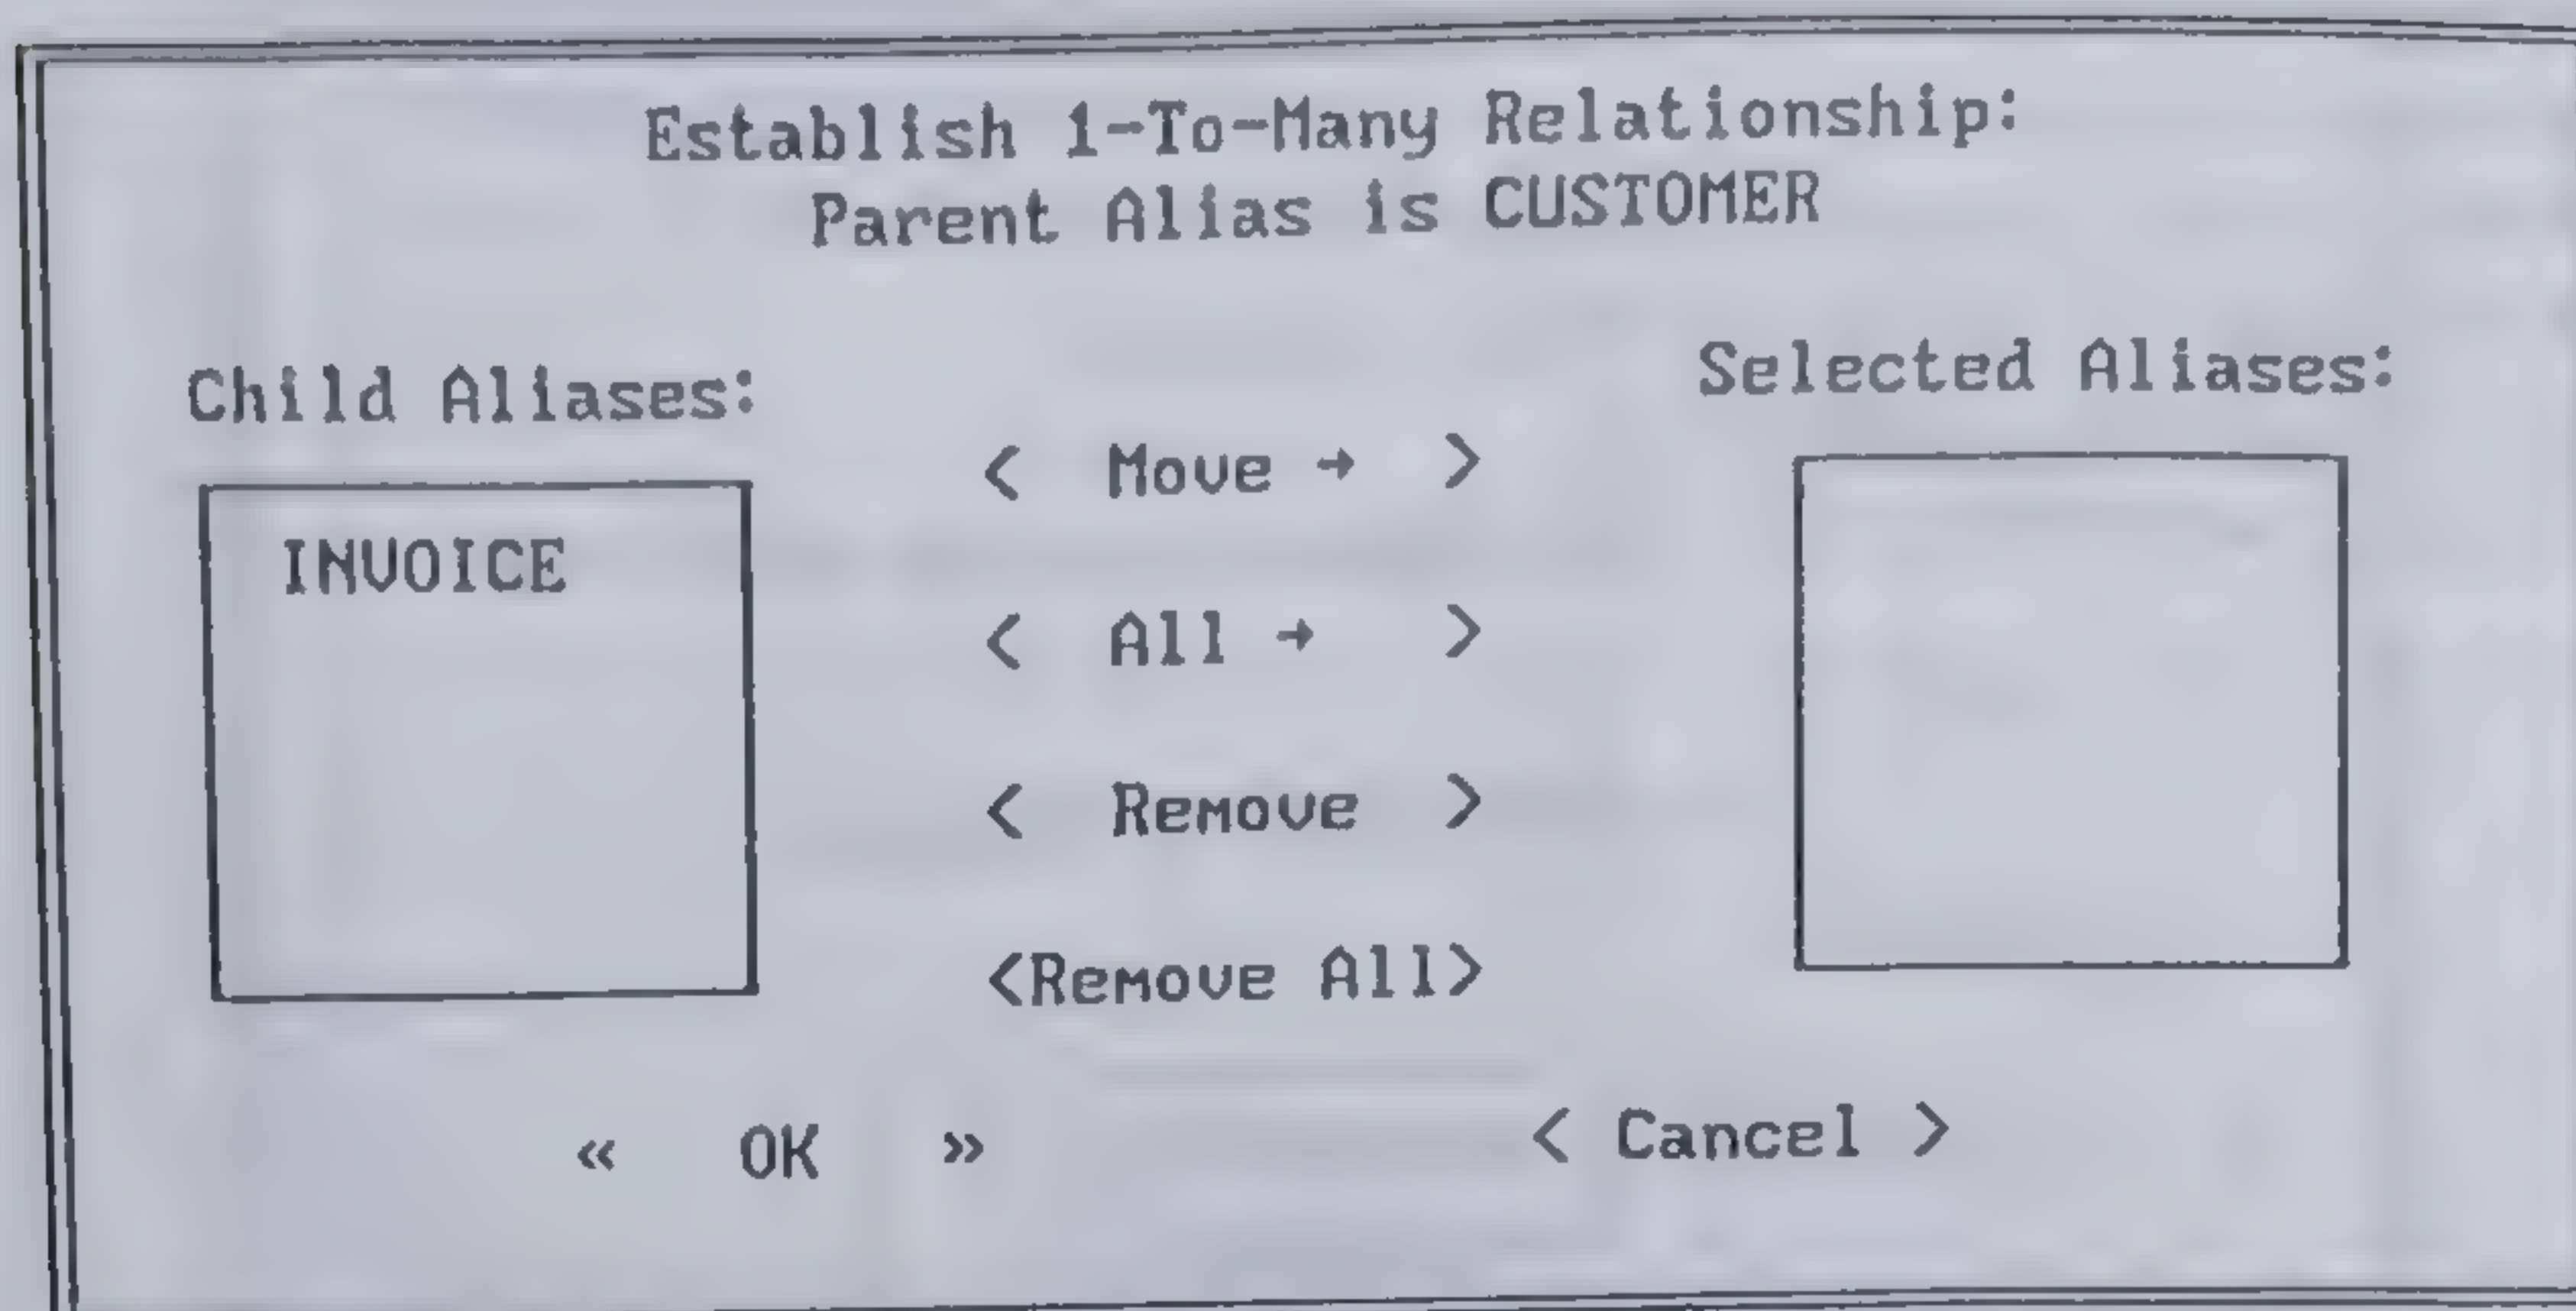 Establish 1-To-Many Relationship:
Parent Alias is CUSTOMER
Child Aliases:
Selected Aliases:
INVOICE
< Move → >
< All → >
< Remove >
<Remove All>
« OK »
< Cancel >